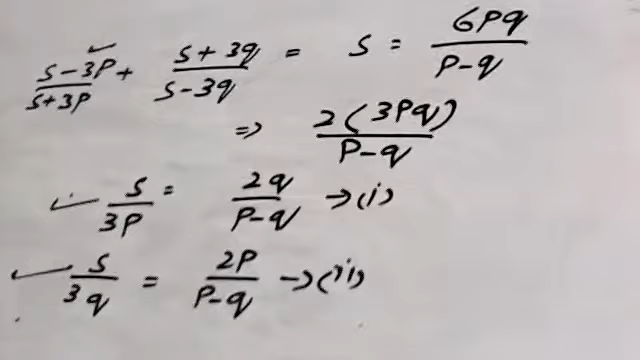 (s-3p)/(s+3p) + (s+3q)/(s-3q) = s = 6pq/(p-q)
=> 2(3pq)/(p-q)
s/3p = 2q/(p-q) →(i)
s/3q = 2p/(p-q) →(ii)